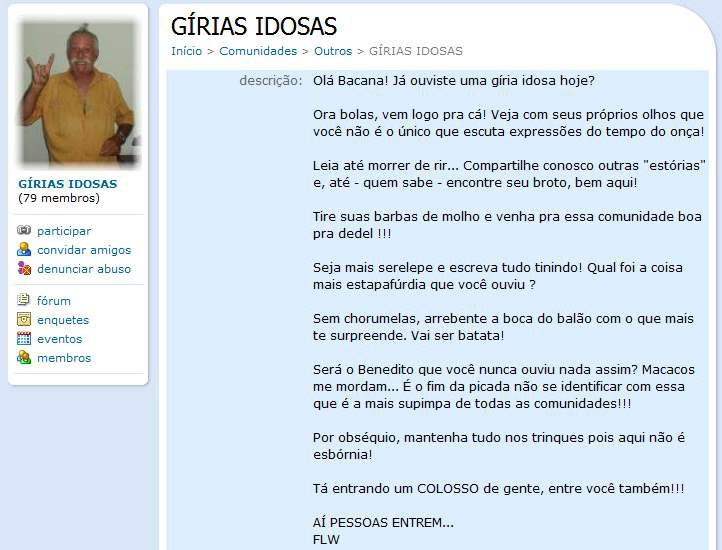 GÍRIAS IDOSAS
Início > Comunidades > Outros > GÍRIAS IDOSAS
GÍRIAS IDOSAS
(79 membros)
participar
convidar amigos
denunciar abuso
fórum
enquetes
eventos
membros
descrição: Olá Bacana! Já ouviste uma gíria idosa hoje?
Ora bolas, vem logo pra cá! Veja com seus próprios olhos que
você não é o único que escuta expressões do tempo do onça!
Leia até morrer de rir... Compartilhe conosco outras "estórias"
e, até - quem sabe - encontre seu broto, bem aqui!
Tire suas barbas de molho e venha pra essa comunidade boa
pra dedel !!!
Seja mais serelepe e escreva tudo tinindo! Qual foi a coisa
mais estapafúrdia que você ouviu ?
Sem chorumelas, arrebente a boca do balão com o que mais
te surpreende. Vai ser batata!
Será o Benedito que você nunca ouviu nada assim? Macacos
me mordam... É o fim da picada não se identificar com essa
que é a mais supimpa de todas as comunidades!!!
Por obséquio, mantenha tudo nos trinques pois aqui não é
esbórnia!
Tá entrando um COLOSSO de gente, entre você também!!!
AÍ PESSOAS ENTREM...
FLW